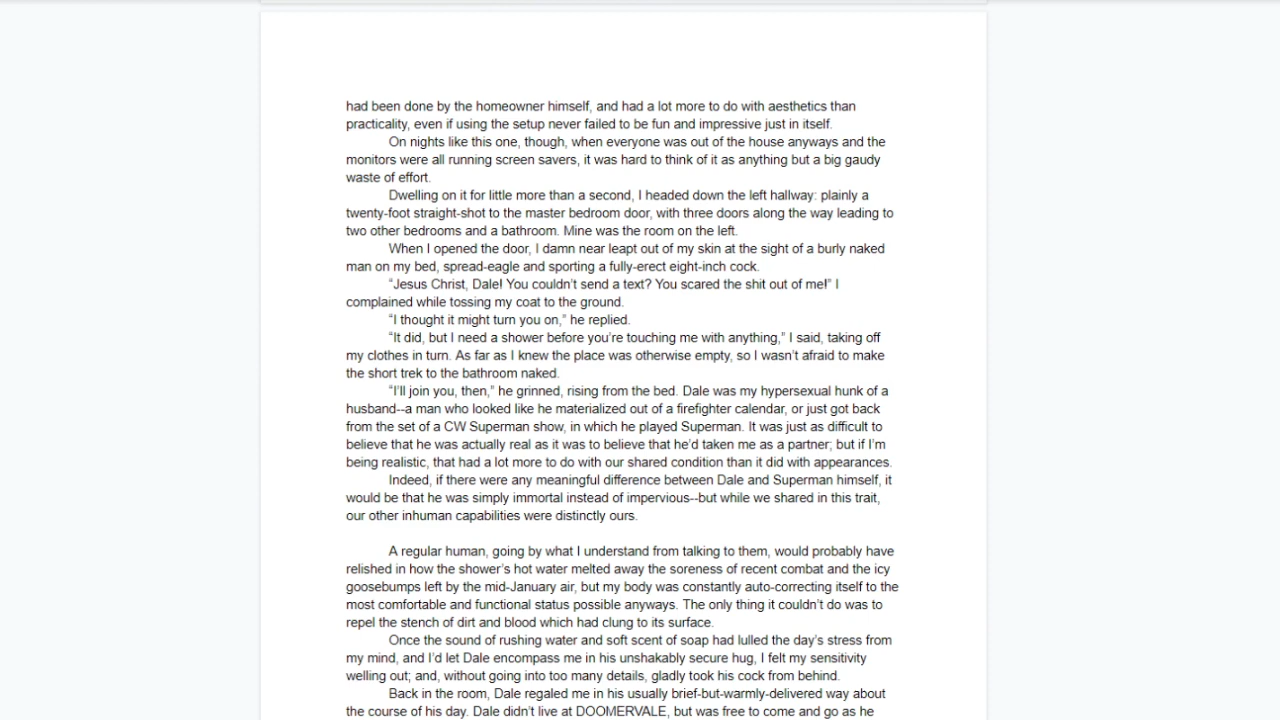 had been done by the homeowner himself, and had a lot more to do with aesthetics than
practicality, even if using the setup never failed to be fun and impressive just in itself.
On nights like this one, though, when everyone was out of the house anyways and the
monitors were all running screen savers, it was hard to think of it as anything but a big gaudy
waste of effort.
Dwelling on it for little more than a second, I headed down the left hallway: plainly a
twenty-foot straight-shot to the master bedroom door, with three doors along the way leading to
two other bedrooms and a bathroom. Mine was the room on the left.
When I opened the door, I damn near leapt out of my skin at the sight of a burly naked
man on my bed, spread-eagle and sporting a fully-erect eight-inch cock.
“Jesus Christ, Dale! You couldn’t send a text? You scared the shit out of me!” I
complained while tossing my coat to the ground.
“I thought it might turn you on,” he replied.
“It did, but I need a shower before you’re touching me with anything,” I said, taking off
my clothes in turn. As far as I knew the place was otherwise empty, so I wasn’t afraid to make
the short trek to the bathroom naked.
“I’ll join you, then,” he grinned, rising from the bed. Dale was my hypersexual hunk of a
husband--a man who looked like he materialized out of a firefighter calendar, or just got back
from the set of a CW Superman show, in which he played Superman. It was just as difficult to
believe that he was actually real as it was to believe that he’d taken me as a partner; but if I’m
being realistic, that had a lot more to do with our shared condition than it did with appearances.
Indeed, if there were any meaningful difference between Dale and Superman himself, it
would be that he was simply immortal instead of impervious--but while we shared in this trait,
our other inhuman capabilities were distinctly ours.
A regular human, going by what I understand from talking to them, would probably have
relished in how the shower’s hot water melted away the soreness of recent combat and the icy
goosebumps left by the mid-January air, but my body was constantly auto-correcting itself to the
most comfortable and functional status possible anyways. The only thing it couldn’t do was to
repel the stench of dirt and blood which had clung to its surface.
Once the sound of rushing water and soft scent of soap had lulled the day’s stress from
my mind, and I’d let Dale encompass me in his unshakably secure hug, I felt my sensitivity
welling out; and, without going into too many details, gladly took his cock from behind.
Back in the room, Dale regaled me in his usually brief-but-warmly-delivered way about
the course of his day. Dale didn’t live at DOOMERVALE, but was free to come and go as he